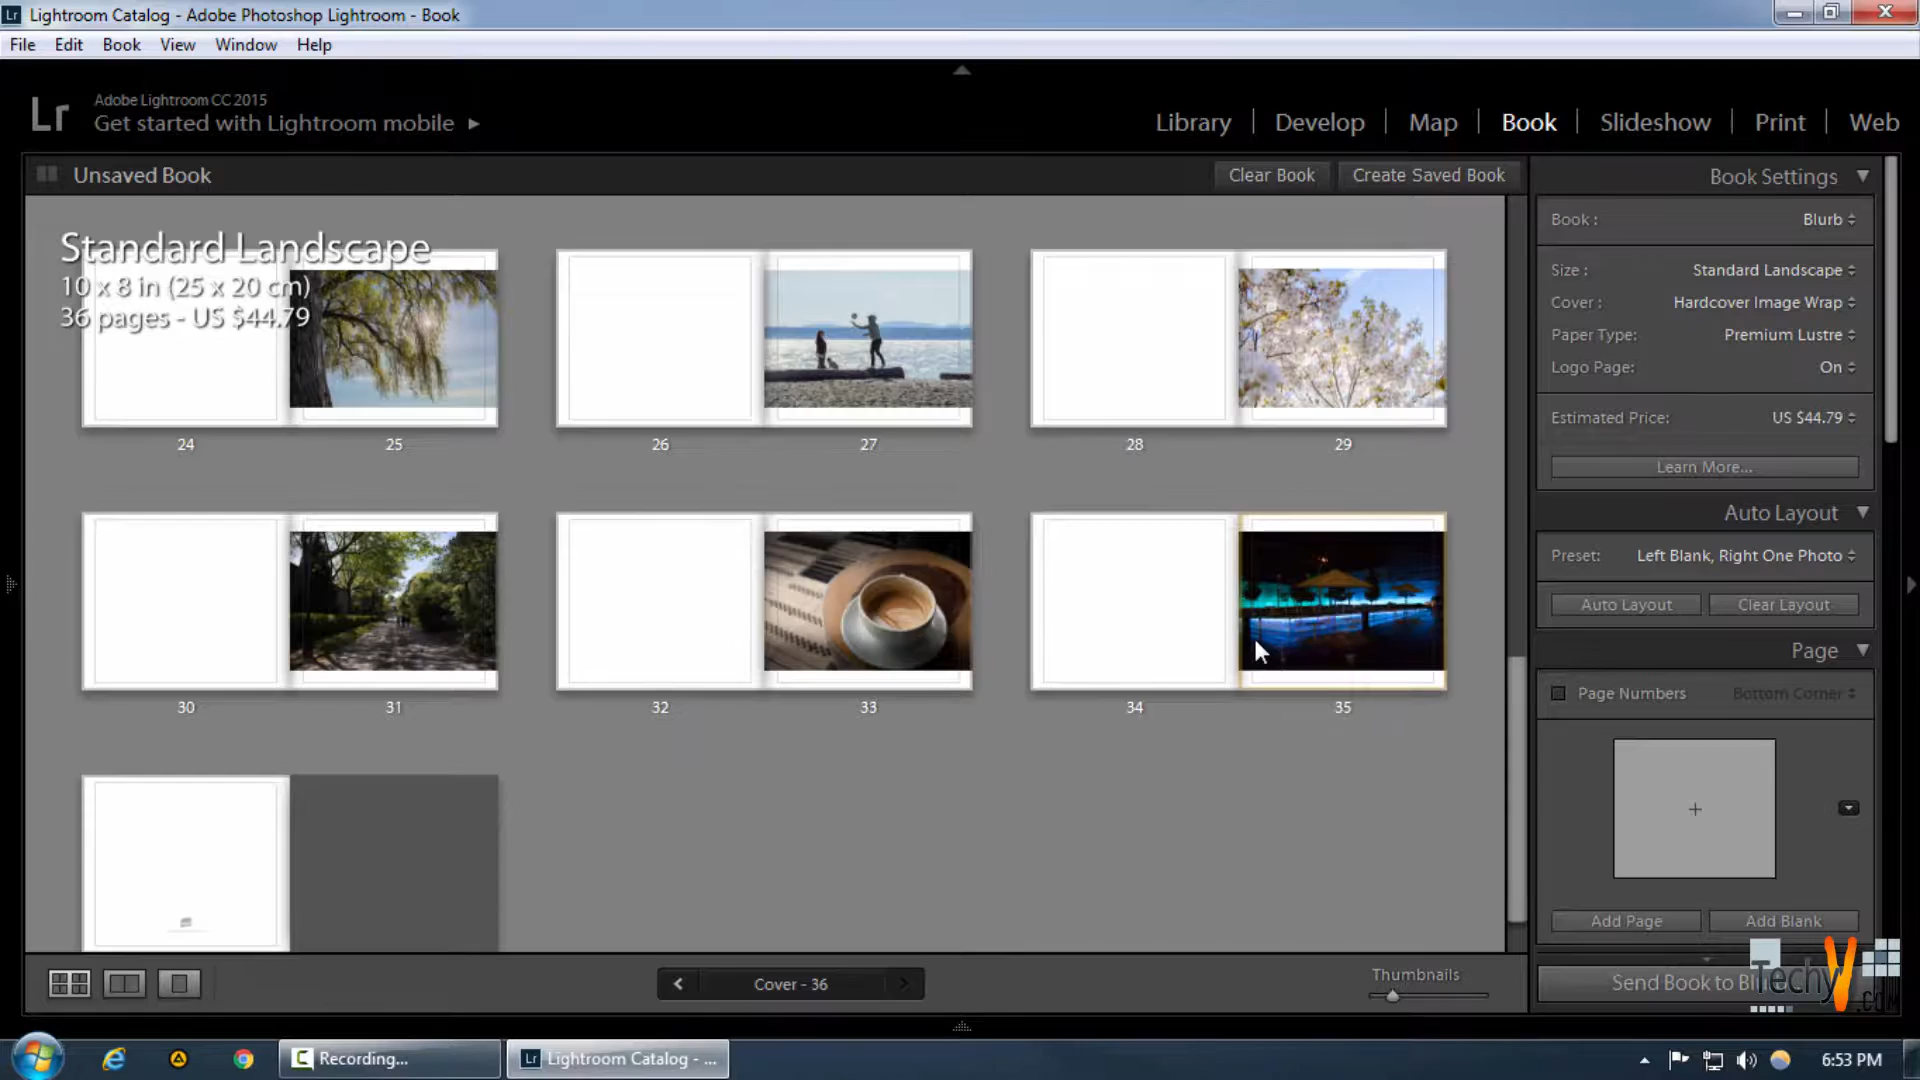 Lr Lightroom Catalog - Adobe Photoshop Lightroom - Book
File Edit Book View Window Help
Lr Adobe Lightroom CC 2015
Get started with Lightroom mobile
Library Develop Map Book Slideshow Print Web
Unsaved Book Clear Book Create Saved Book
Standard Landscape
10 x 8 in (25 x 20 cm)
36 pages - US $44.79
24 25 26 27 28 29
30 31 32 33 34 35
Book Settings
Book : Blurb
Size : Standard Landscape
Cover : Hardcover Image Wrap
Paper Type: Premium Lustre
Logo Page: On
Estimated Price: US $44.79
Learn More...
Auto Layout
Preset: Left Blank, Right One Photo
Auto Layout Clear Layout
Page
Page Numbers Bottom Corner
Add Page Add Blank
Cover - 36
Thumbnails
Send Book to
TechyV.COM
Recording...
Lr Lightroom Catalog - ...
6:53 PM